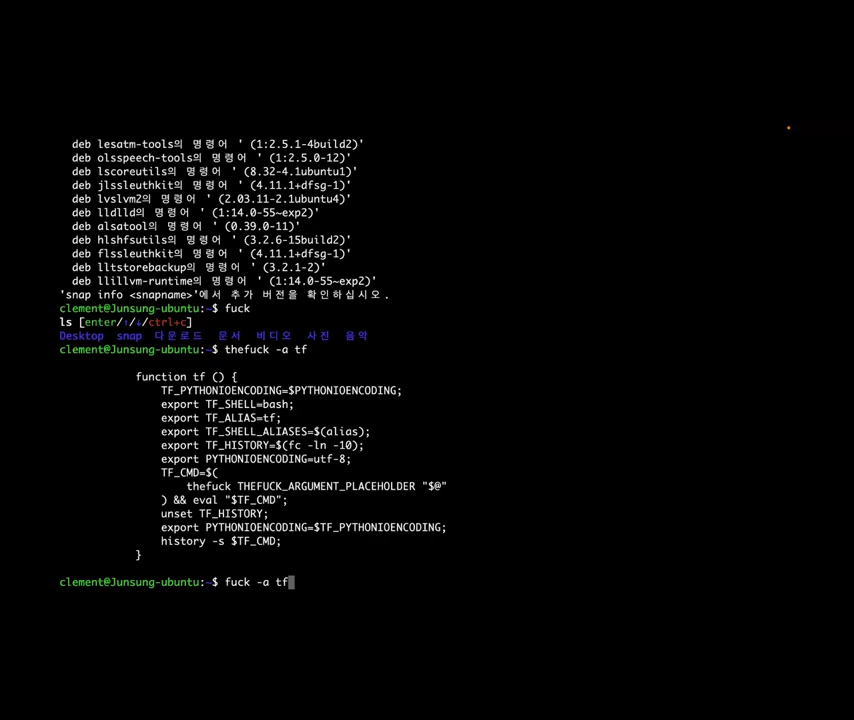 deb lesatm-tools의 명령어 ' (1:2.5.1-4build2)'
deb olsspeech-tools의 명령어 ' (1:2.5.0-12)'
deb lscoreutils의 명령어 ' (8.32-4.1ubuntu1)'
deb jlssleuthkit의 명령어 ' (4.11.1+dfsg-1)'
deb lvslvm2의 명령어 ' (2.03.11-2.1ubuntu4)'
deb lldlld의 명령어 ' (1:14.0-55~exp2)'
deb alsatool의 명령어 ' (0.39.0-11)'
deb hlshfsutils의 명령어 ' (3.2.6-15build2)'
deb flssleuthkit의 명령어 ' (4.11.1+dfsg-1)'
deb lltstorebackup의 명령어 ' (3.2.1-2)'
deb llillvm-runtime의 명령어 ' (1:14.0-55~exp2)'
'snap info <snapname>'에서 추가 버전을 확인하십시오.
clement@Junsung-ubuntu:~$ fuck
ls [enter/↑/↓/ctrl+c]
Desktop snap 다운로드 문서 비디오 사진 음악
clement@Junsung-ubuntu:~$ thefuck -a tf
function tf () {
TF_PYTHONIOENCODING=$PYTHONIOENCODING;
export TF_SHELL=bash;
export TF_ALIAS=tf;
export TF_SHELL_ALIASES=$(alias);
export TF_HISTORY=$(fc -ln -10);
export PYTHONIOENCODING=utf-8;
TF_CMD=$(
thefuck THEFUCK_ARGUMENT_PLACEHOLDER "$@"
) && eval "$TF_CMD";
unset TF_HISTORY;
export PYTHONIOENCODING=$TF_PYTHONIOENCODING;
history -s $TF_CMD;
}
clement@Junsung-ubuntu:~$ fuck -a tf